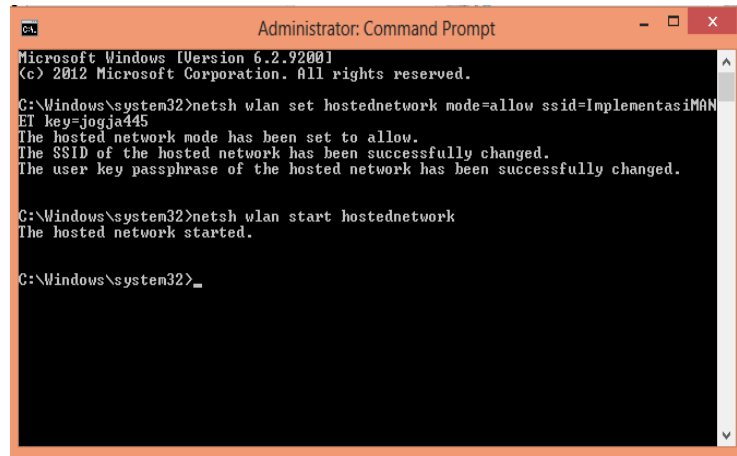 Administrator: Command Prompt
Microsoft Windows [Version 6.2.9200]
(c) 2012 Microsoft Corporation. All rights reserved.
C:\Windows\system32>netsh wlan set hostednetwork mode=allow ssid=ImplementasiMAN
ET key=jogja445
The hosted network mode has been set to allow.
The SSID of the hosted network has been successfully changed.
The user key passphrase of the hosted network has been successfully changed.
C:\Windows\system32>netsh wlan start hostednetwork
The hosted network started.
C:\Windows\system32>_